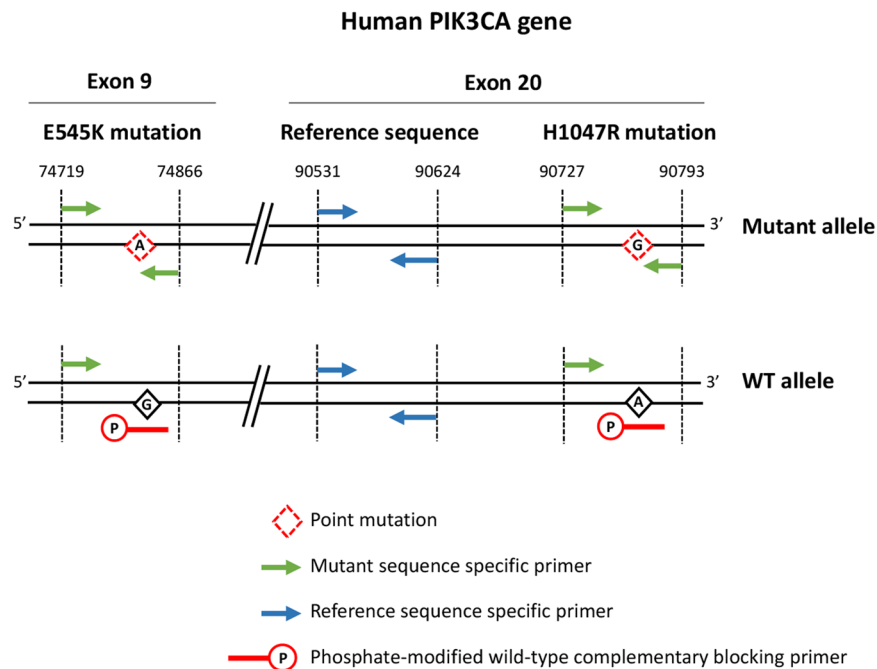 Human PIK3CA gene
Exon 9 Exon 20
E545K mutation Reference sequence H1047R mutation
74719 74866 90531 90624 90727 90793
5’ 3’
A G Mutant allele
5’ 3’ WT allele
G A
P P
Point mutation
Mutant sequence specific primer
Reference sequence specific primer
P Phosphate-modified wild-type complementary blocking primer